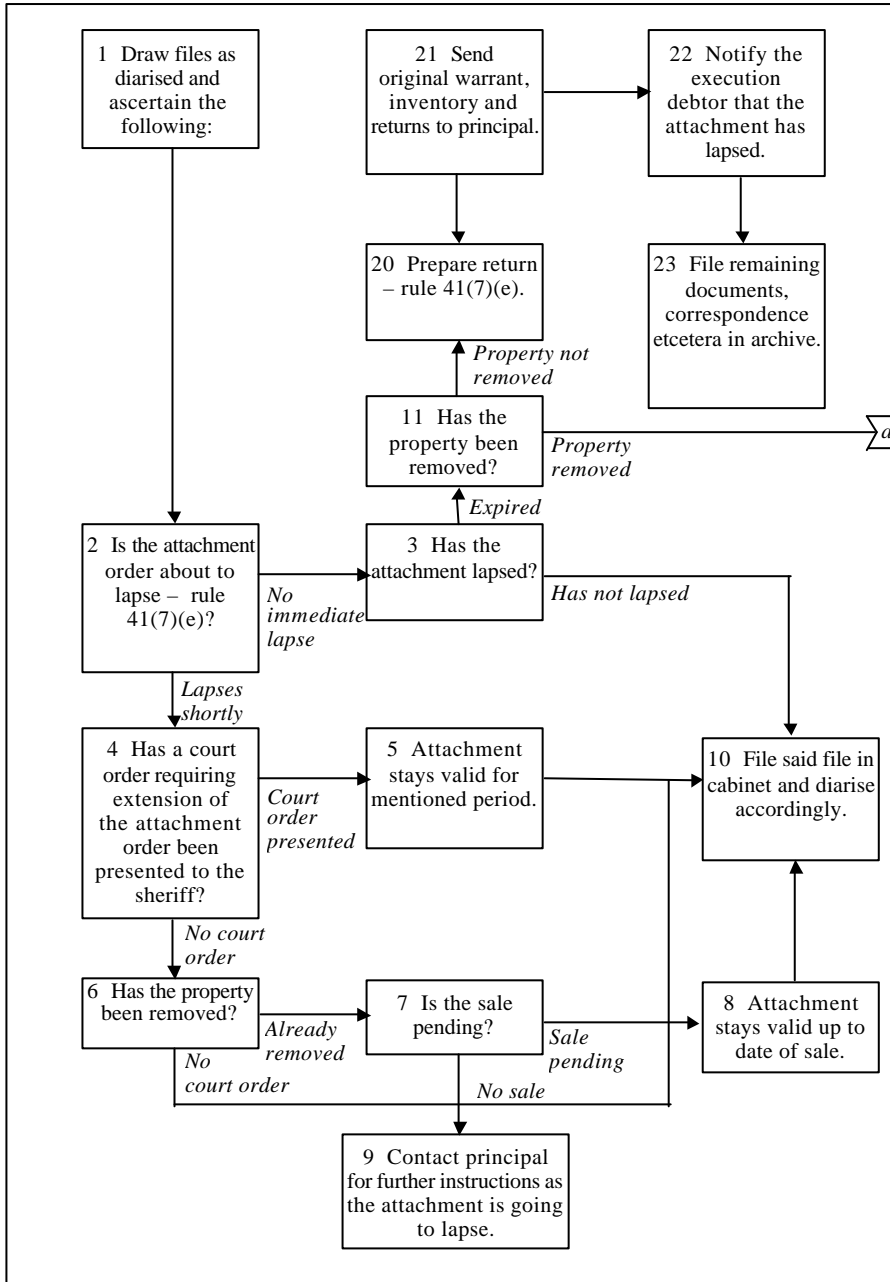 1 Draw files as
diarised and
ascertain the
following:
21 Send
original warrant,
inventory and
returns to principal.
22 Notify the
execution
debtor that the
attachment has
lapsed.
20 Prepare return
– rule 41(7)(e).
23 File remaining
documents,
correspondence
etcetera in archive.
Property not
removed
11 Has the
property been
removed?
Property
removed
a
Expired
2 Is the attachment
order about to
lapse – rule
41(7)(e)?
No
immediate
lapse
3 Has the
attachment lapsed?
Has not lapsed
Lapses
shortly
4 Has a court
order requiring
extension of
the attachment
order been
presented to the
sheriff?
Court
order
presented
5 Attachment
stays valid for
mentioned period.
10 File said file in
cabinet and diarise
accordingly.
No court
order
6 Has the property
been removed?
Already
removed
7 Is the sale
pending?
Sale
pending
8 Attachment
stays valid up to
date of sale.
No
court order
No sale
9 Contact principal
for further instructions as
the attachment is going
to lapse.